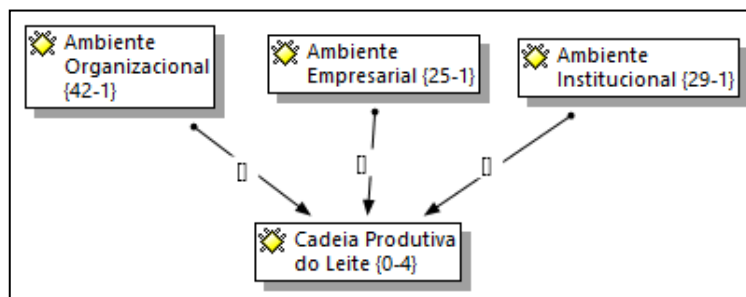 Ambiente
Organizacional
{42-1}
Ambiente
Empresarial {25-1}
Ambiente
Institucional {29-1}
[]
[]
[]
Cadeia Produtiva
do Leite {0-4}